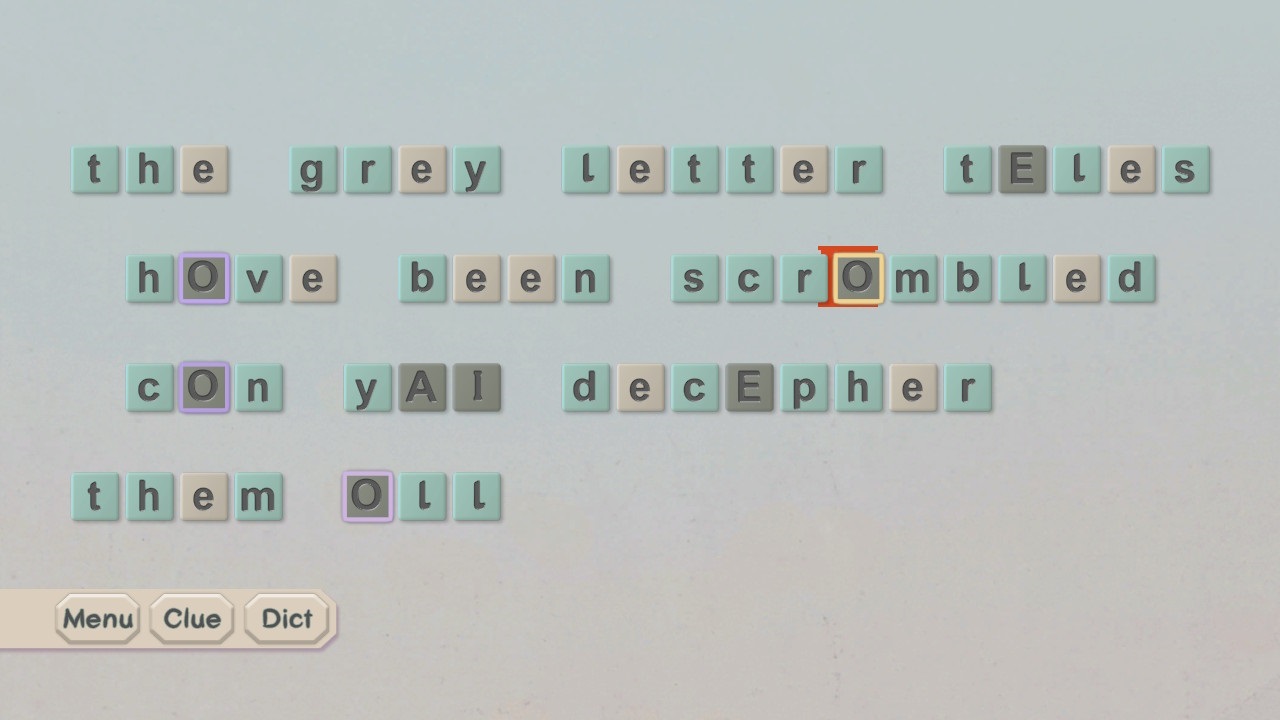 the grey letter tEles
hOve been scrOmbled
cOn yAI decEpher
them Oll
Menu Clue Dict